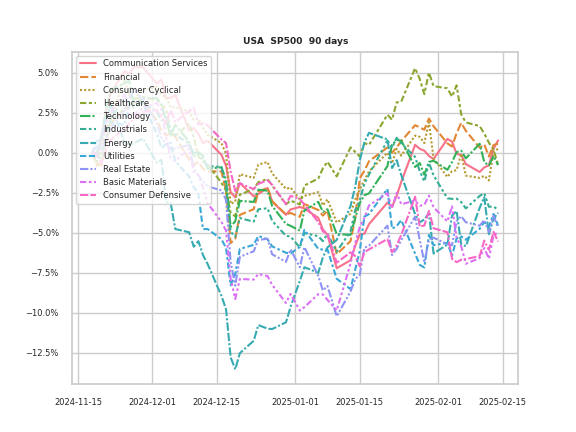 USA SP500 90 days
Communication Services
Financial
Consumer Cyclical
Healthcare
Technology
Industrials
Energy
Utilities
Real Estate
Basic Materials
Consumer Defensive
5.0%
2.5%
0.0%
−2.5%
−5.0%
−7.5%
−10.0%
−12.5%
2024-11-15 2024-12-01 2024-12-15 2025-01-01 2025-01-15 2025-02-01 2025-02-15